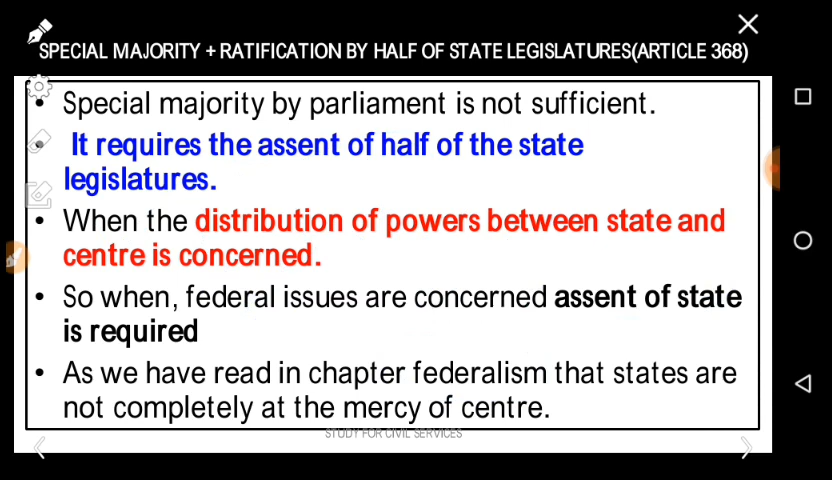 SPECIAL MAJORITY + RATIFICATION BY HALF OF STATE LEGISLATURES(ARTICLE 368)
• Special majority by parliament is not sufficient.
• It requires the assent of half of the state
legislatures.
• When the distribution of powers between state and
centre is concerned.
• So when, federal issues are concerned assent of state
is required
• As we have read in chapter federalism that states are
not completely at the mercy of centre.
STUDY FOR CIVIL SERVICES